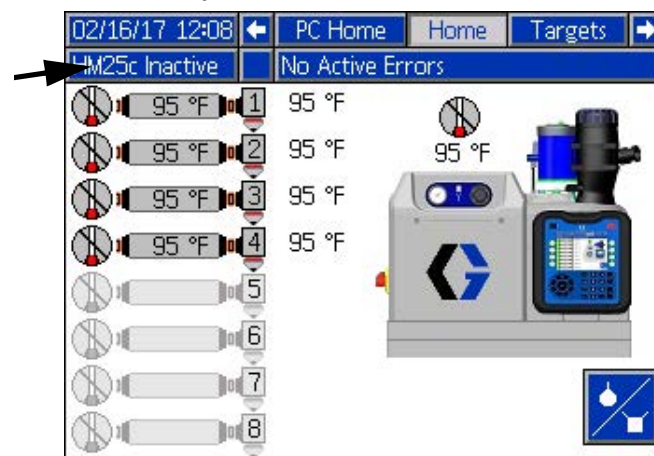 02/16/17 12:08 PC Home Home Targets
HM25c Inactive No Active Errors
95 °F 1 95 °F
95 °F
95 °F 2 95 °F
95 °F 3 95 °F
95 °F 4 95 °F
5
6
7
8